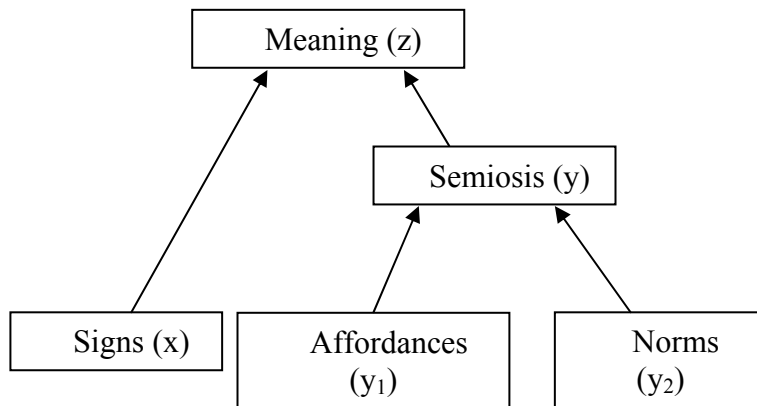 Meaning (z)
Semiosis (y)
Signs (x)
Affordances
(y₁)
Norms
(y₂)